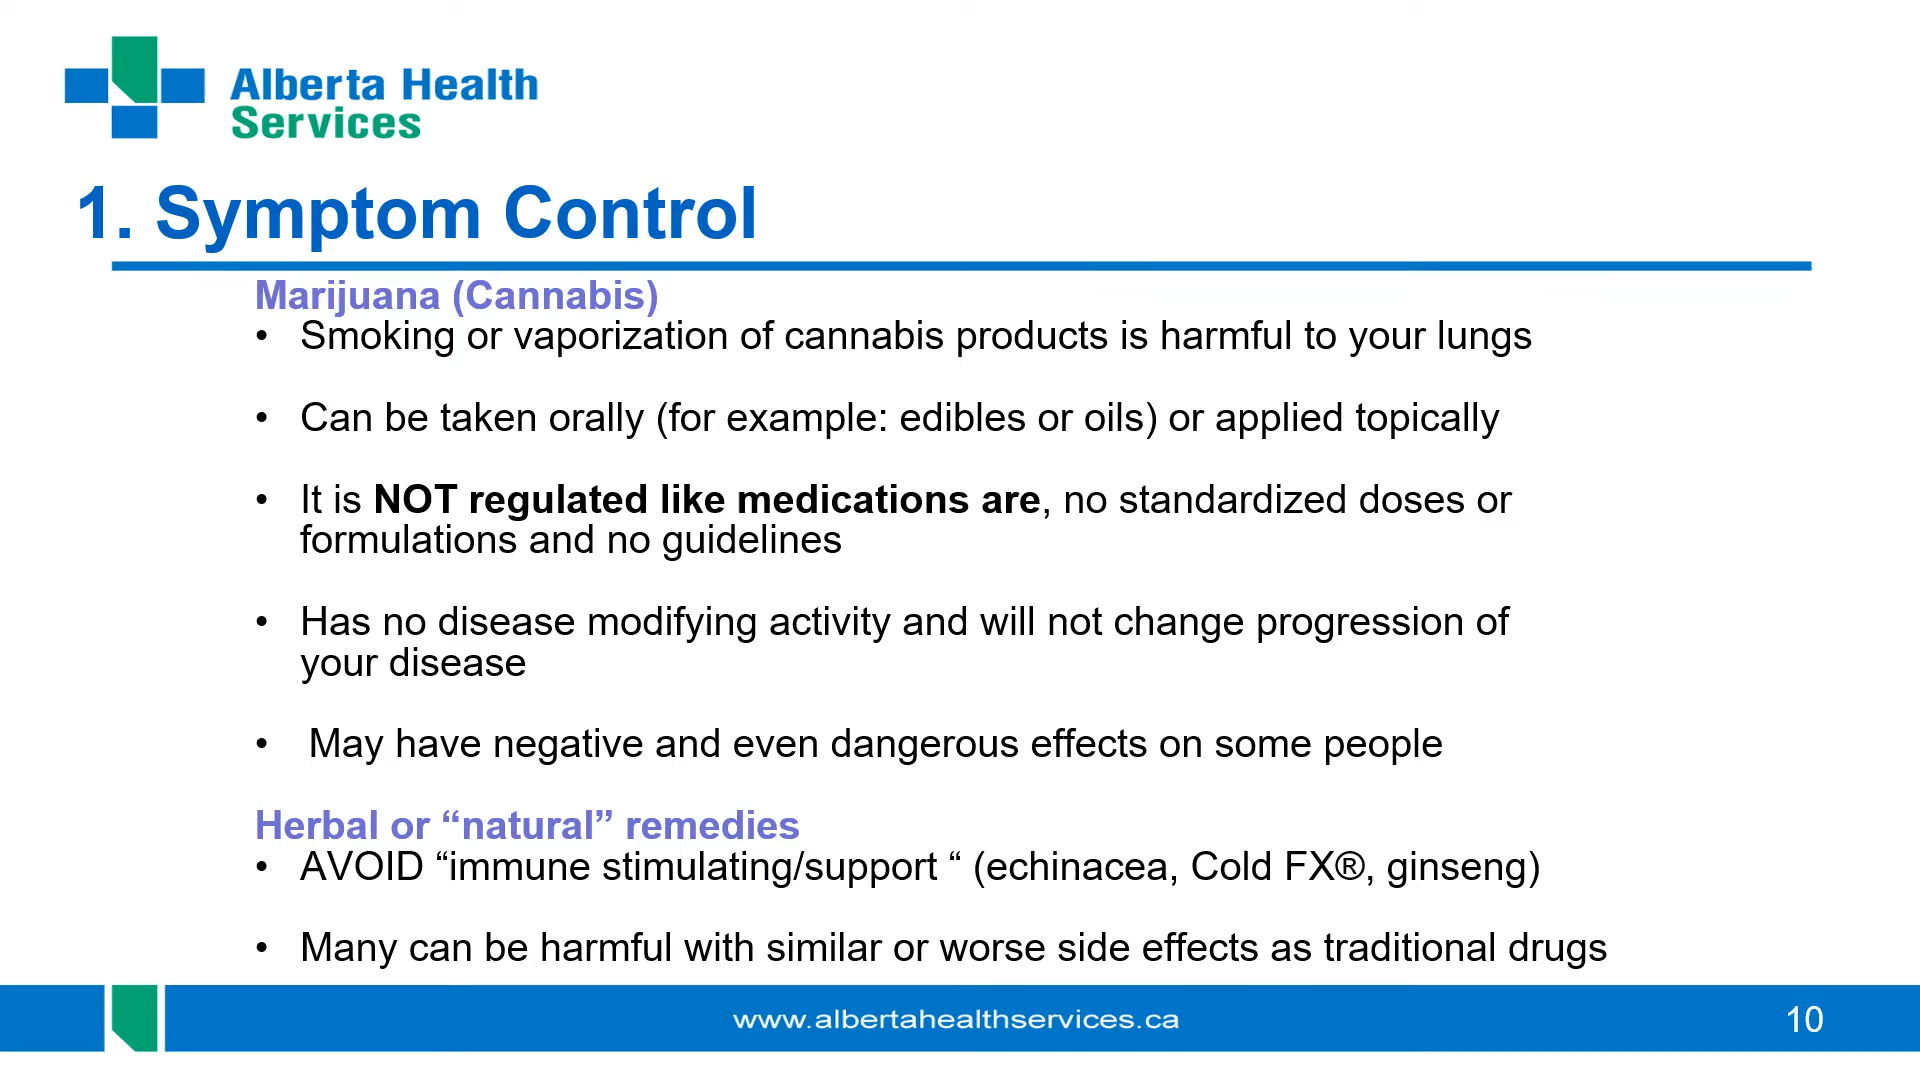 Alberta Health
Services
1. Symptom Control
Marijuana (Cannabis)
• Smoking or vaporization of cannabis products is harmful to your lungs
• Can be taken orally (for example: edibles or oils) or applied topically
• It is NOT regulated like medications are, no standardized doses or
formulations and no guidelines
• Has no disease modifying activity and will not change progression of
your disease
• May have negative and even dangerous effects on some people
Herbal or “natural” remedies
• AVOID “immune stimulating/support “ (echinacea, Cold FX®, ginseng)
• Many can be harmful with similar or worse side effects as traditional drugs
www.albertahealthservices.ca
10